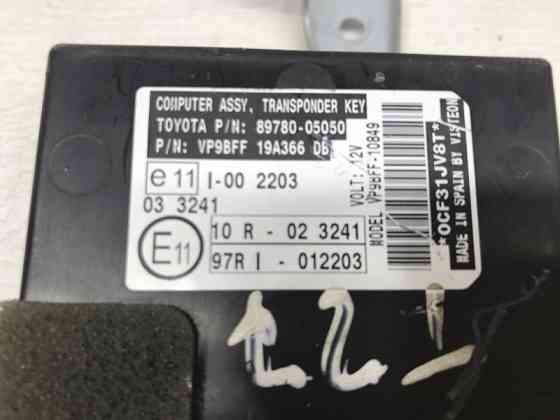 COMPUTER ASSY, TRANSPONDER KEY
TOYOTA P/N: 89780-05050
P/N: VP9BFF 19A366 DB
e 11 I-00 2203
03 3241
E11
10 R - 02 3241
97R I - 012203
VOLT: 12V
MODEL VP9BFF-10849
*OCF31JV8T*
MADE IN SPAIN BY VISTEON